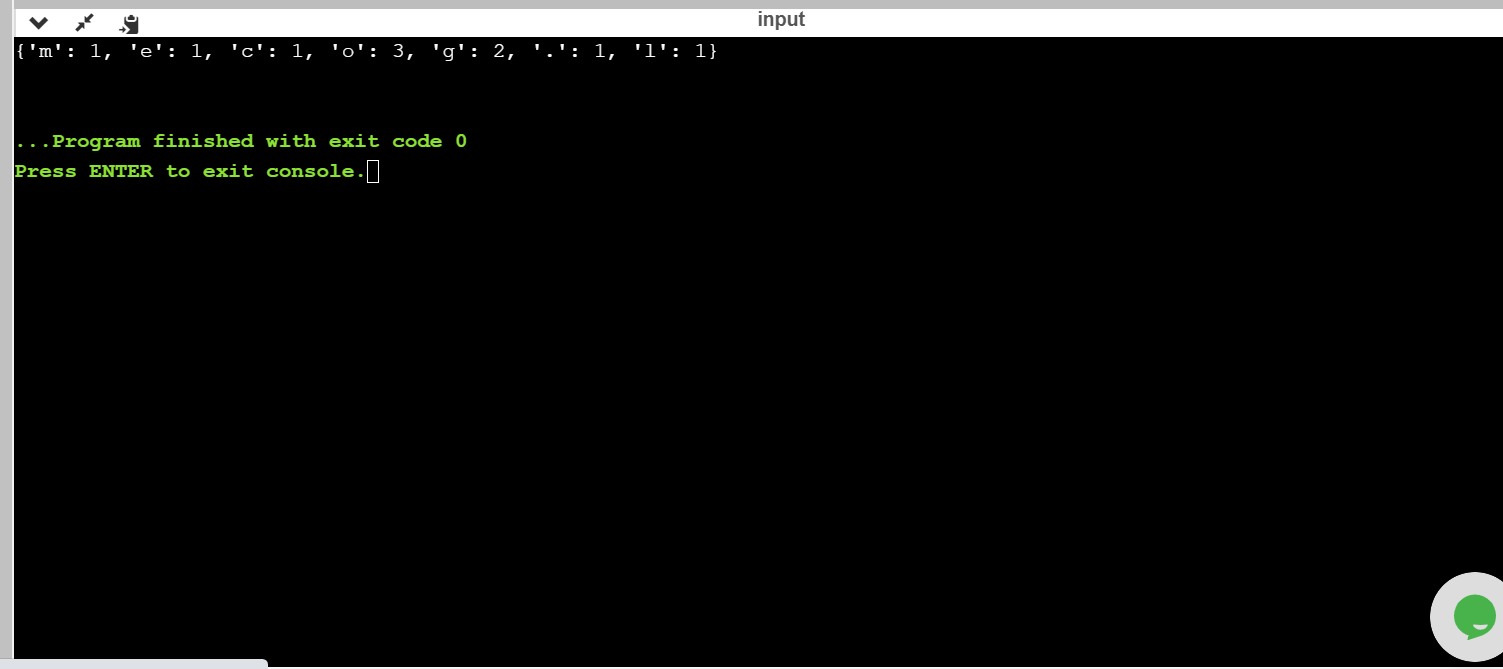 input
{'m': 1, 'e': 1, 'c': 1, 'o': 3, 'g': 2, '.': 1, 'l': 1}
...Program finished with exit code 0
Press ENTER to exit console.